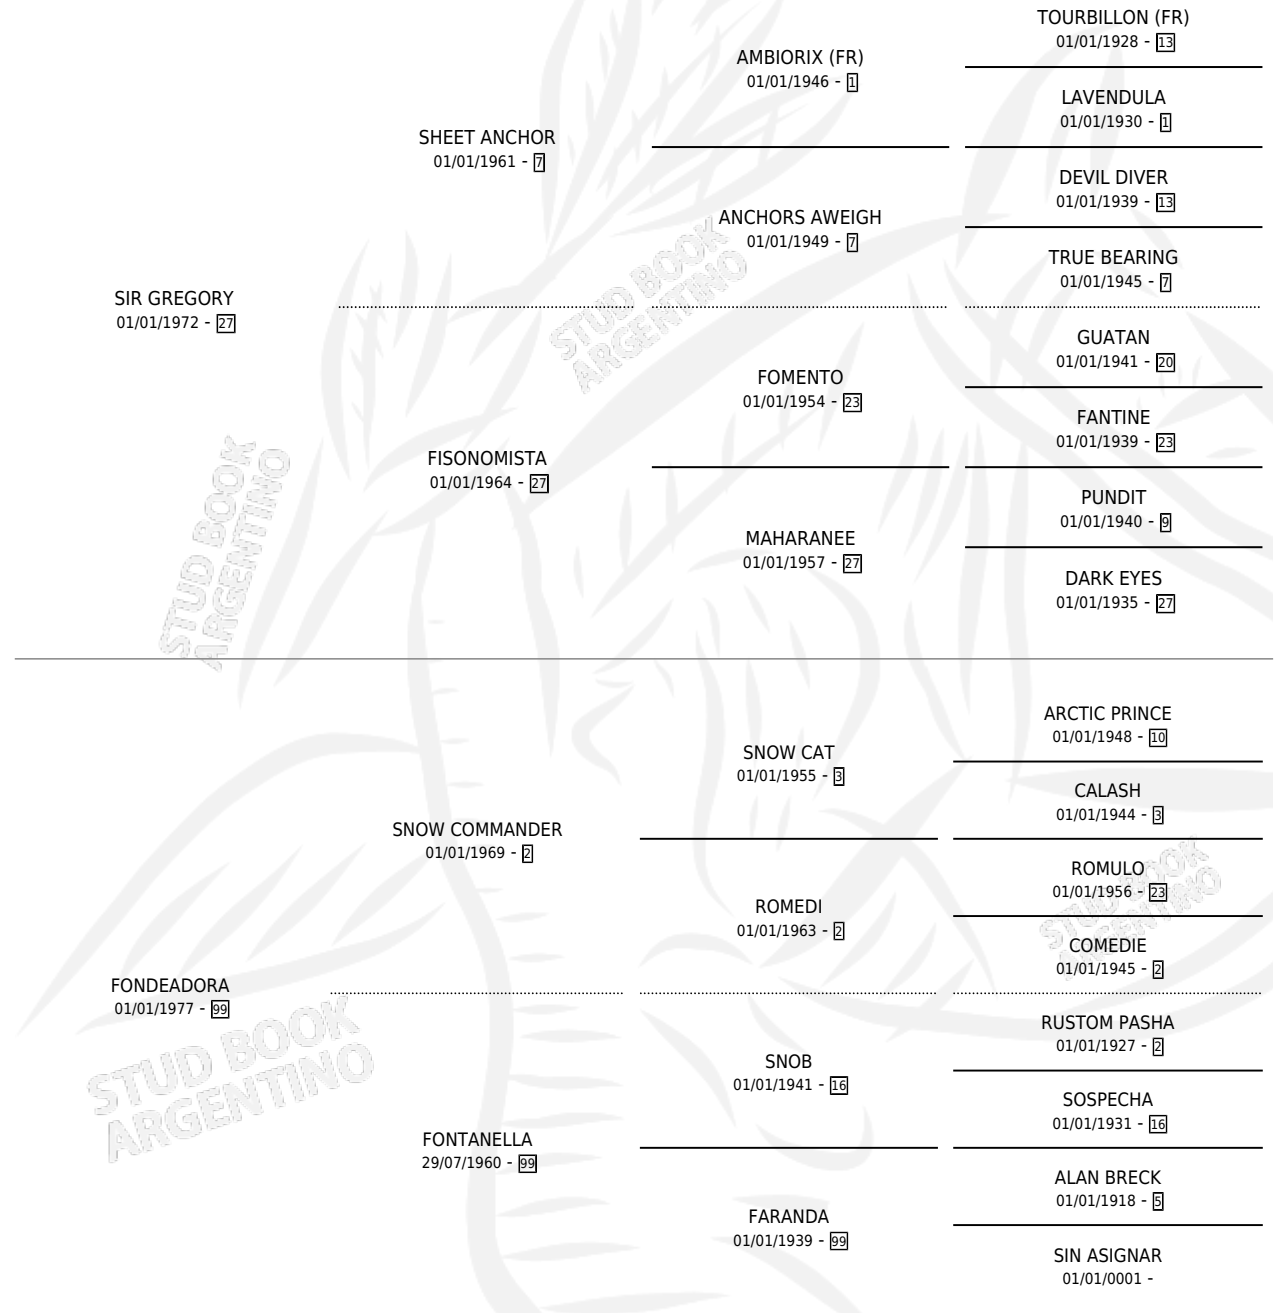 TOURBILLON (FR)
01/01/1928 - 13
AMBIORIX (FR)
01/01/1946 - 1
LAVENDULA
01/01/1930 - 1
SHEET ANCHOR
01/01/1961 - 7
DEVIL DIVER
01/01/1939 - 13
ANCHORS AWEIGH
01/01/1949 - 7
TRUE BEARING
01/01/1945 - 7
SIR GREGORY
01/01/1972 - 27
GUATAN
01/01/1941 - 20
FOMENTO
01/01/1954 - 23
FANTINE
01/01/1939 - 23
FISONOMISTA
01/01/1964 - 27
PUNDIT
01/01/1940 - 9
MAHARANEE
01/01/1957 - 27
DARK EYES
01/01/1935 - 27
ARCTIC PRINCE
01/01/1948 - 10
SNOW CAT
01/01/1955 - 3
CALASH
01/01/1944 - 3
SNOW COMMANDER
01/01/1969 - 2
ROMULO
01/01/1956 - 23
ROMEDI
01/01/1963 - 2
COMEDIE
01/01/1945 - 2
FONDEADORA
01/01/1977 - 99
RUSTOM PASHA
01/01/1927 - 2
SNOB
01/01/1941 - 16
SOSPECHA
01/01/1931 - 16
FONTANELLA
29/07/1960 - 99
ALAN BRECK
01/01/1918 - 5
FARANDA
01/01/1939 - 99
SIN ASIGNAR
01/01/0001 -
STUD BOOK
ARGENTINO
STUD BOOK
ARGENTINO
STUD BOOK
ARGENTINO
STUD BOOK
ARGENTINO